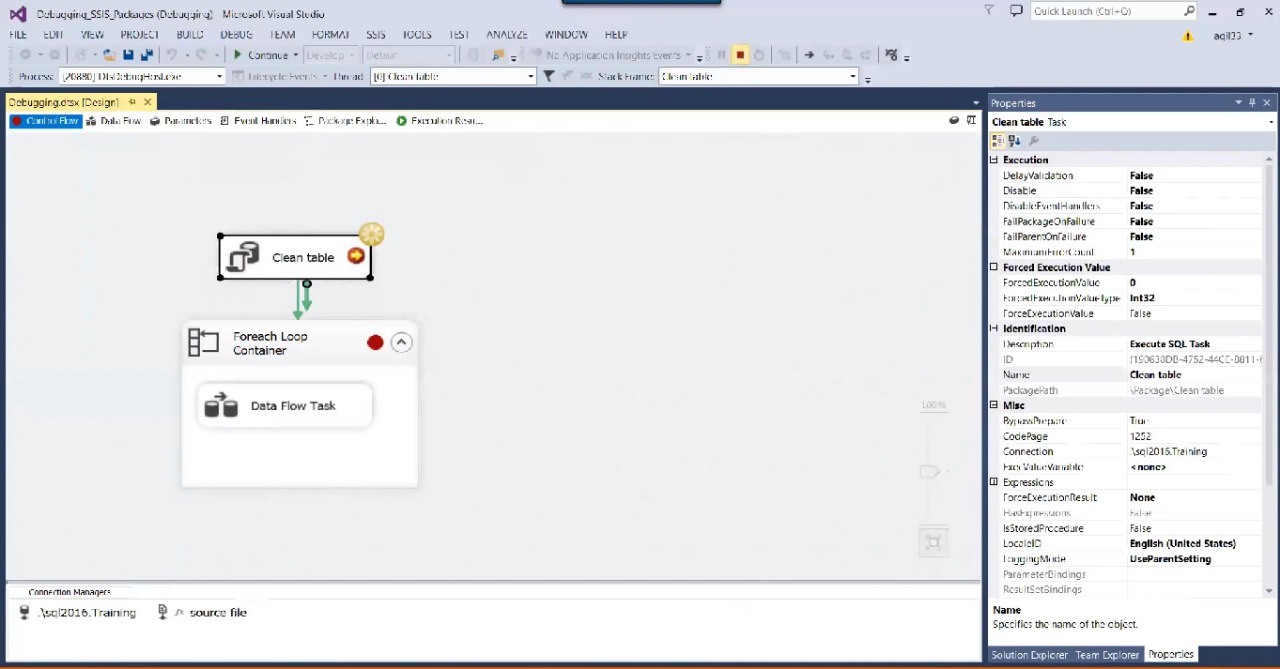 Debugging_SSIS_Packages (Debugging) - Microsoft Visual Studio
Quick Launch (Ctrl+Q)
FILE EDIT VIEW PROJECT BUILD DEBUG TEAM FORMAT SSIS TOOLS TEST ANALYZE WINDOW HELP
aqil33
Continue Develop Default No Application Insights Events
Process: [20880] DtsDebugHost.exe Lifecycle Events Thread: [0] Clean table Stack Frame: Clean table
Debugging.dtsx [Design]
Control Flow Data Flow Parameters Event Handlers Package Explo... Execution Resu...
Clean table
Foreach Loop
Container
Data Flow Task
100%
Connection Managers
.\sql2016.Training fx source file
Properties
Clean table Task
Execution
DelayValidation False
Disable False
DisableEventHandlers False
FailPackageOnFailure False
FailParentOnFailure False
MaximumErrorCount 1
Forced Execution Value
ForcedExecutionValue 0
ForcedExecutionValueType Int32
ForceExecutionValue False
Identification
Description Execute SQL Task
ID {190638DB-4752-44CE-8811-6
Name Clean table
PackagePath \Package\Clean table
Misc
BypassPrepare True
CodePage 1252
Connection .\sql2016.Training
ExecValueVariable <none>
Expressions
ForceExecutionResult None
HasExpressions False
IsStoredProcedure False
LocaleID English (United States)
LoggingMode UseParentSetting
ParameterBindings
ResultSetBindings
Name
Specifies the name of the object.
Solution Explorer Team Explorer Properties